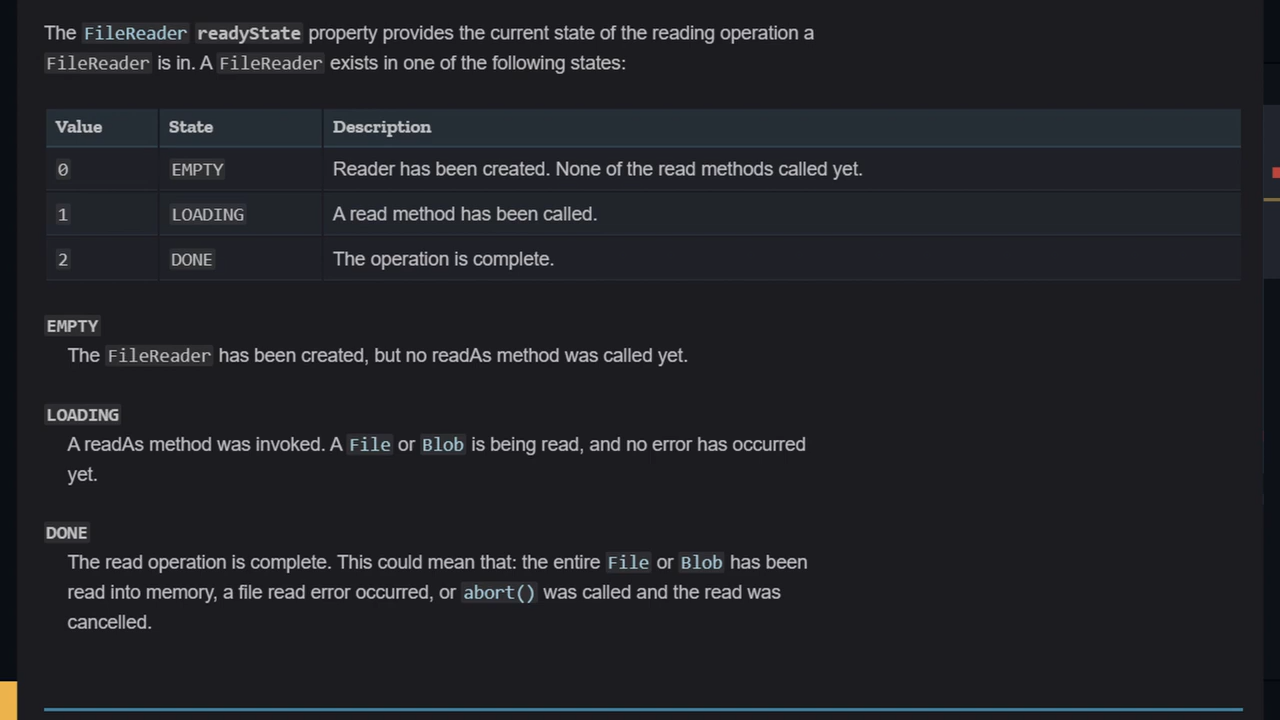 The FileReader readyState property provides the current state of the reading operation a
FileReader is in. A FileReader exists in one of the following states:
Value State Description
0 EMPTY Reader has been created. None of the read methods called yet.
1 LOADING A read method has been called.
2 DONE The operation is complete.
EMPTY
The FileReader has been created, but no readAs method was called yet.
LOADING
A readAs method was invoked. A File or Blob is being read, and no error has occurred
yet.
DONE
The read operation is complete. This could mean that: the entire File or Blob has been
read into memory, a file read error occurred, or abort() was called and the read was
cancelled.